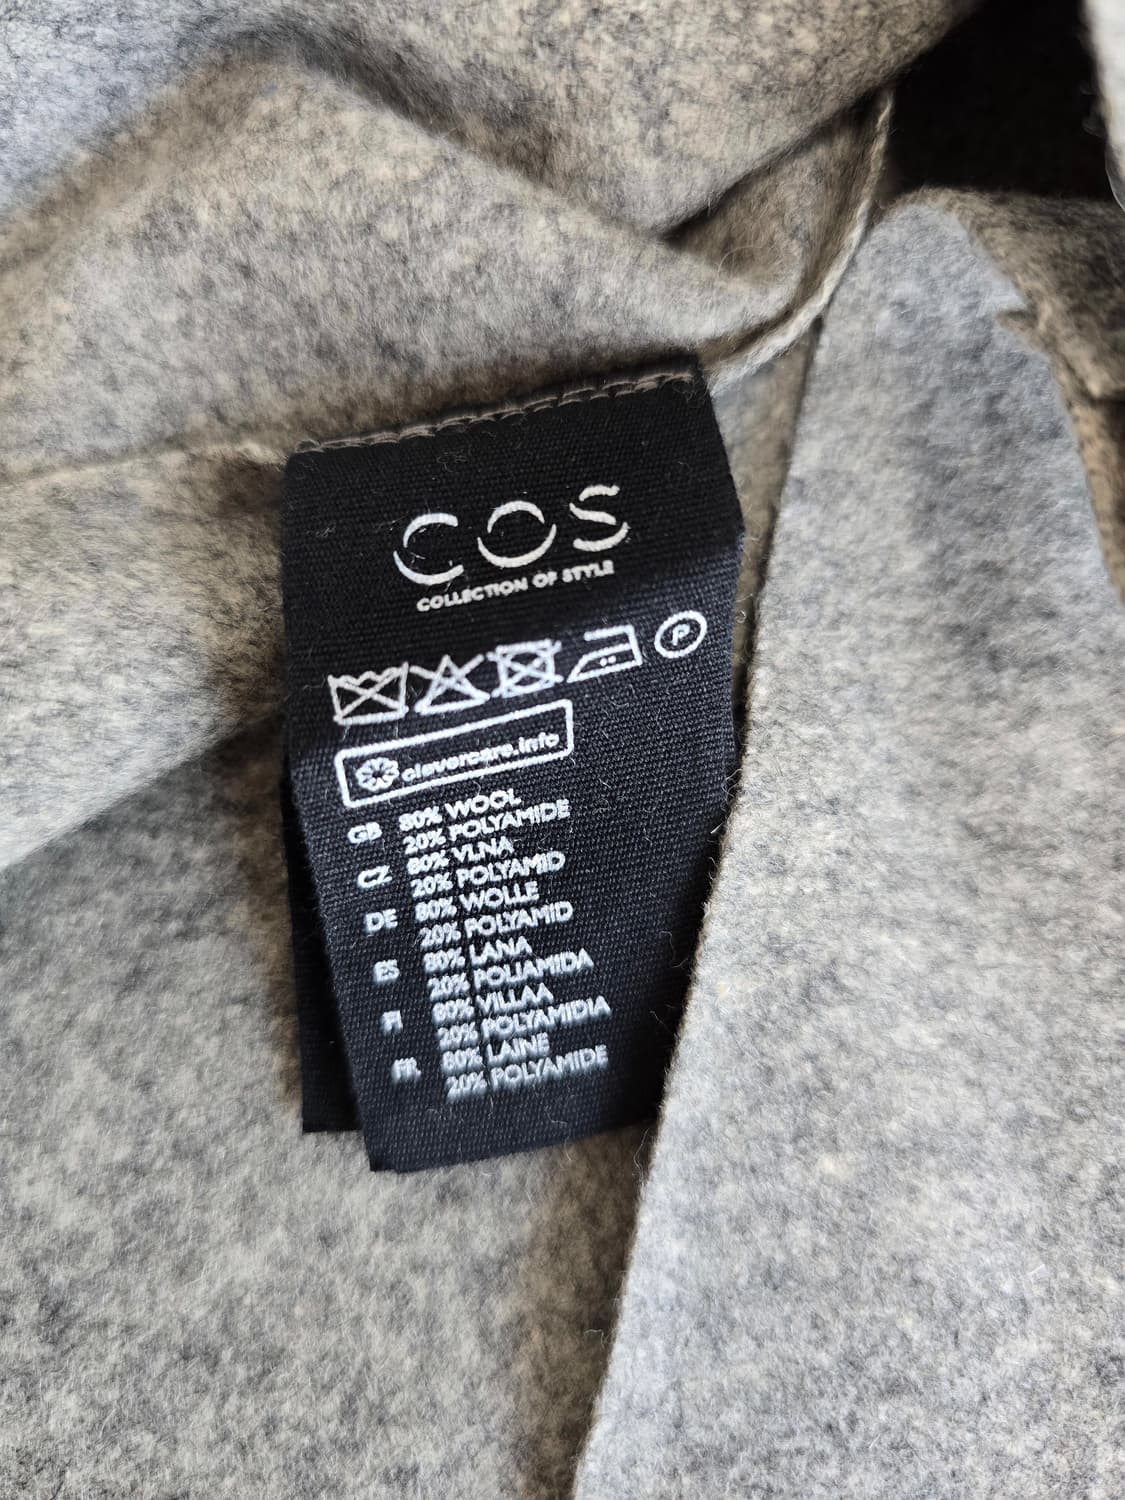 COS
COLLECTION OF STYLE
P
clevercare.info
GB 80% WOOL
20% POLYAMIDE
CZ 80% VLNA
20% POLYAMID
DE 80% WOLLE
20% POLYAMID
ES 80% LANA
20% POLIAMIDA
FI 80% VILLAA
20% POLYAMIDIA
FR 80% LAINE
20% POLYAMIDE